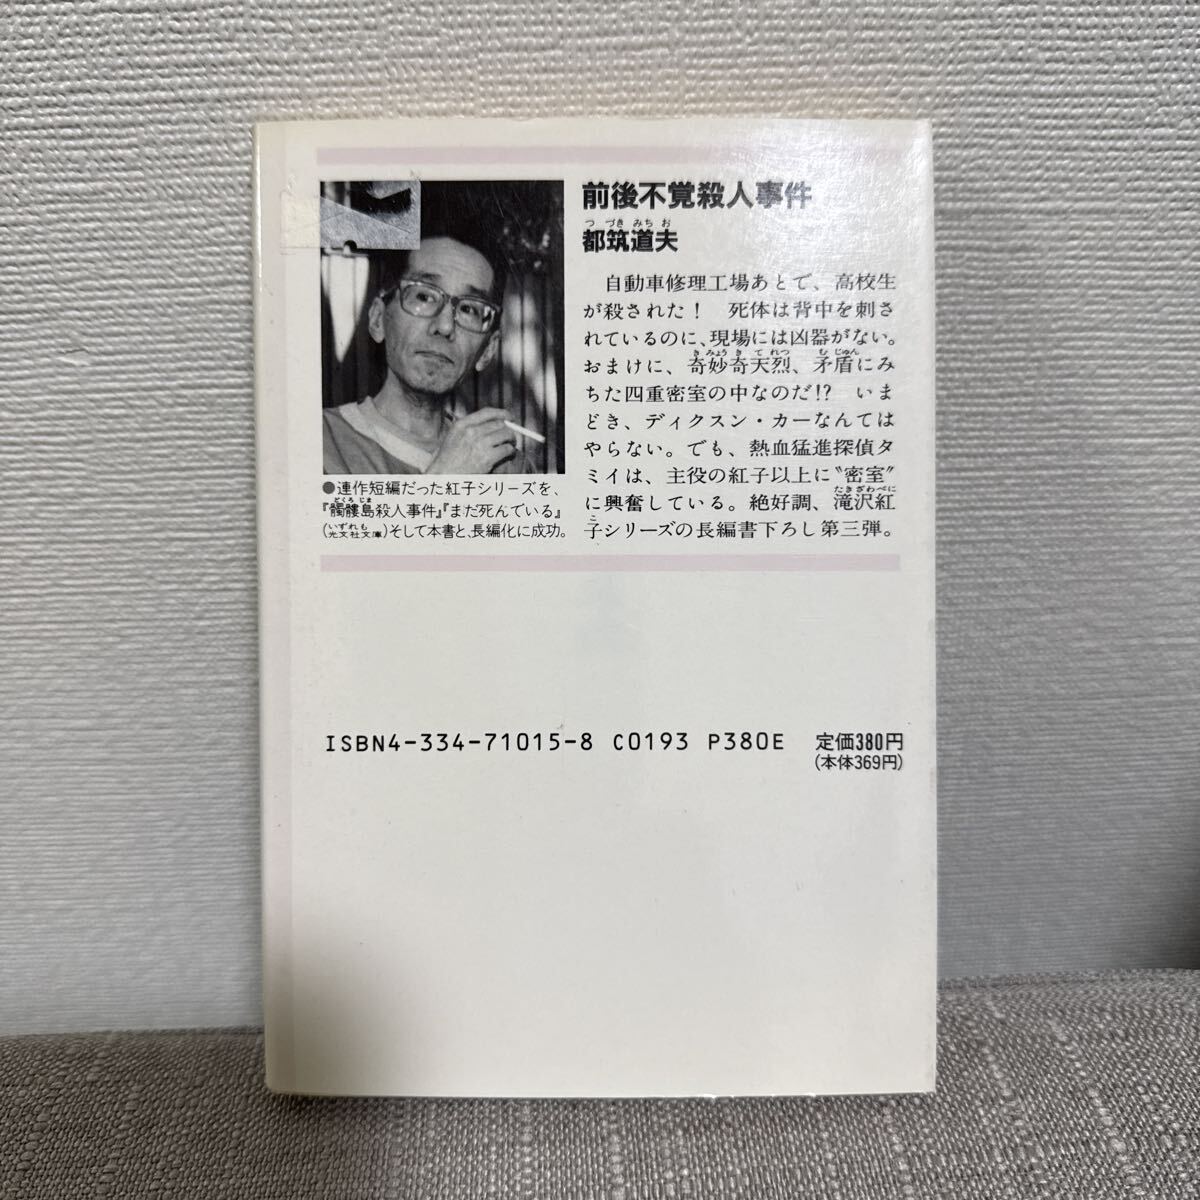 前後不覚殺人事件
つづき みちお
都筑道夫
自動車修理工場あとで、高校生
が殺された！ 死体は背中を刺さ
れているのに、現場には凶器がない。
きみょうきてれつ むじゅん
おまけに、奇妙奇天烈、矛盾にみ
ちた四重密室の中なのだ!? いま
どき、ディクスン・カーなんては
やらない。でも、熱血猛進探偵タ
ミイは、主役の紅子以上に〝密室〟
たきざわべに
に興奮している。絶好調、滝沢紅
こ
子シリーズの長編書下ろし第三弾。
●連作短編だった紅子シリーズを、
どくろじま
『髑髏島殺人事件』『まだ死んでいる』
(いずれも光文社文庫)そして本書と、長編化に成功。
ISBN4-334-71015-8 C0193 P380E 定価380円
(本体369円)